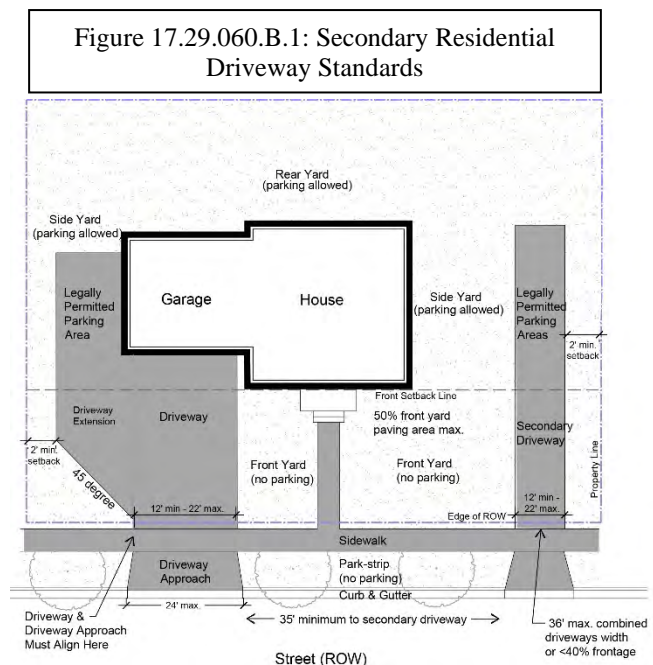 Figure 17.29.060.B.1: Secondary Residential
Driveway Standards
Rear Yard
(parking allowed)
Side Yard
(parking allowed)
Legally
Permitted
Parking
Area
Garage
House
Side Yard
(parking allowed)
Legally
Permitted
Parking
Areas
2' min.
setback
Front Setback Line
Driveway
Extension
Driveway
50% front yard
paving area max.
Secondary
Driveway
Property Line
2' min.
setback
45 degree
Front Yard
(no parking)
Front Yard
(no parking)
12' min - 22' max.
Edge of ROW
12' min -
22' max.
Sidewalk
Driveway
Approach
Park-strip
(no parking)
Curb & Gutter
24' max.
Driveway &
Driveway Approach
Must Align Here
35' minimum to secondary driveway
36' max. combined
driveways width
or <40% frontage
Street (ROW)